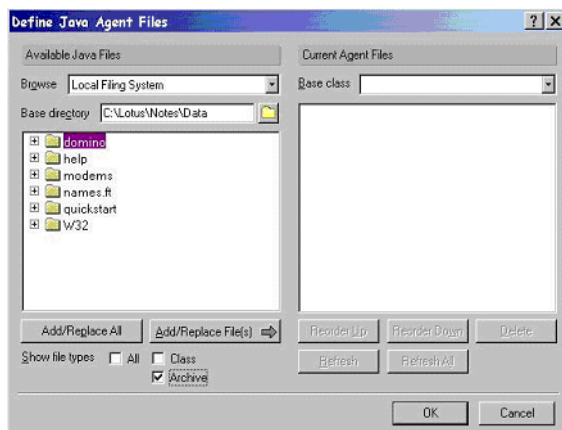 Define Java Agent Files
Available Java Files
Browse Local Filing System
Base directory C:\Lotus\Notes\Data
domino
help
modems
names.ft
quickstart
W32
Add/Replace All Add/Replace File(s)
Show file types All Class
Archive
Current Agent Files
Base class
Reorder Up Reorder Down Delete
Refresh Refresh All
OK Cancel